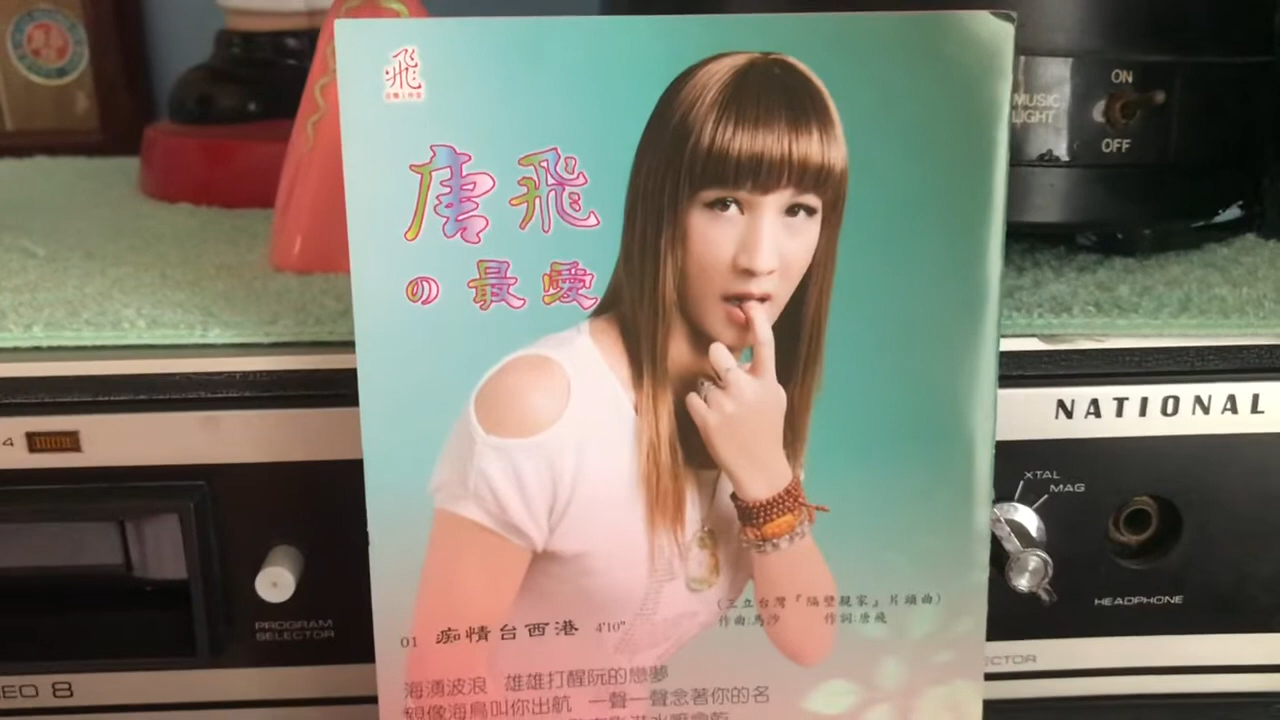 飛
唐飛
の最愛
(三立台灣『隔壁親家』片頭曲)
作曲:馬沙 作詞:唐飛
01 痴情台西港 4'10"
海湧波浪 雄雄打醒阮的戀夢
親像海鳥叫你出航 一聲一聲念著你的名
ON
MUSIC
LIGHT
OFF
NATIONAL
XTAL
MAG
HEADPHONE
4
PROGRAM
SELECTOR
EO 8
ECTOR